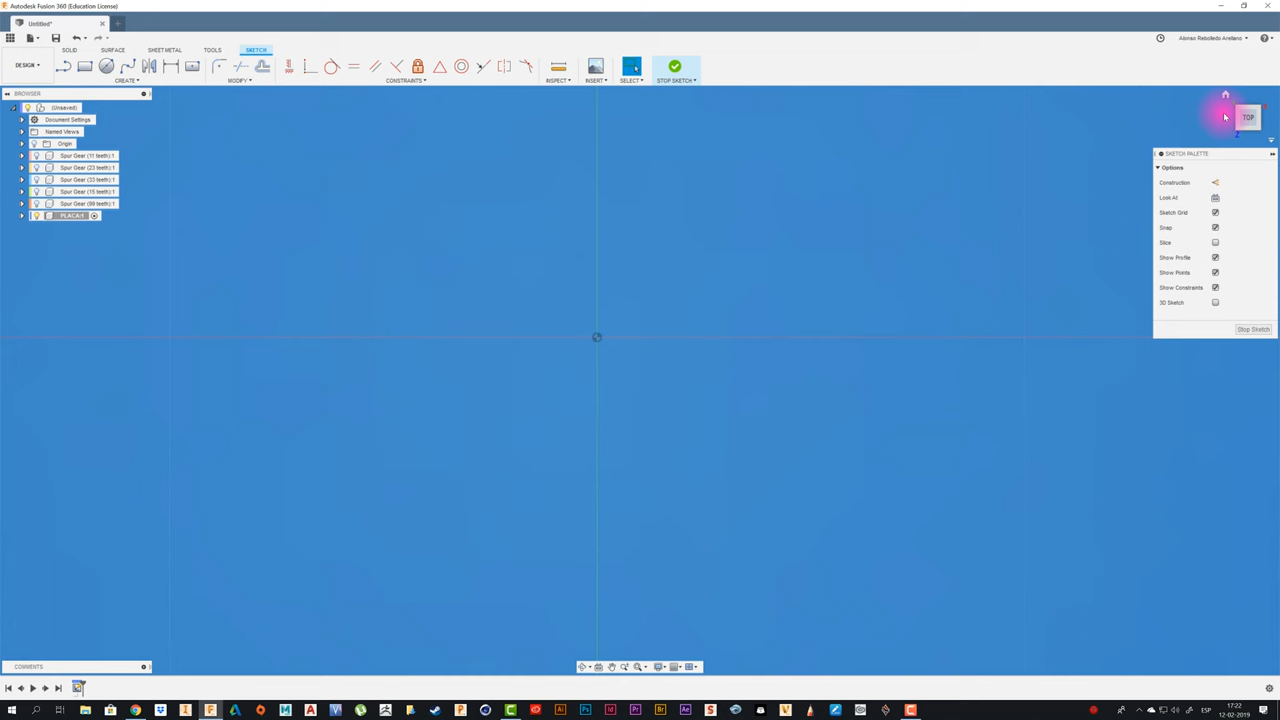 Autodesk Fusion 360 (Education License)
Untitled*
Alonso Rebolledo Arellano
SOLID SURFACE SHEET METAL TOOLS SKETCH
DESIGN
CREATE MODIFY CONSTRAINTS INSPECT INSERT SELECT STOP SKETCH
BROWSER
(Unsaved)
Document Settings
Named Views
Origin
Spur Gear (11 teeth):1
Spur Gear (23 teeth):1
Spur Gear (33 teeth):1
Spur Gear (15 teeth):1
Spur Gear (99 teeth):1
PLACA:1
TOP
Z
SKETCH PALETTE
Options
Construction
Look At
Sketch Grid
Snap
Slice
Show Profile
Show Points
Show Constraints
3D Sketch
Stop Sketch
COMMENTS
ESP
17:22
12-02-2019